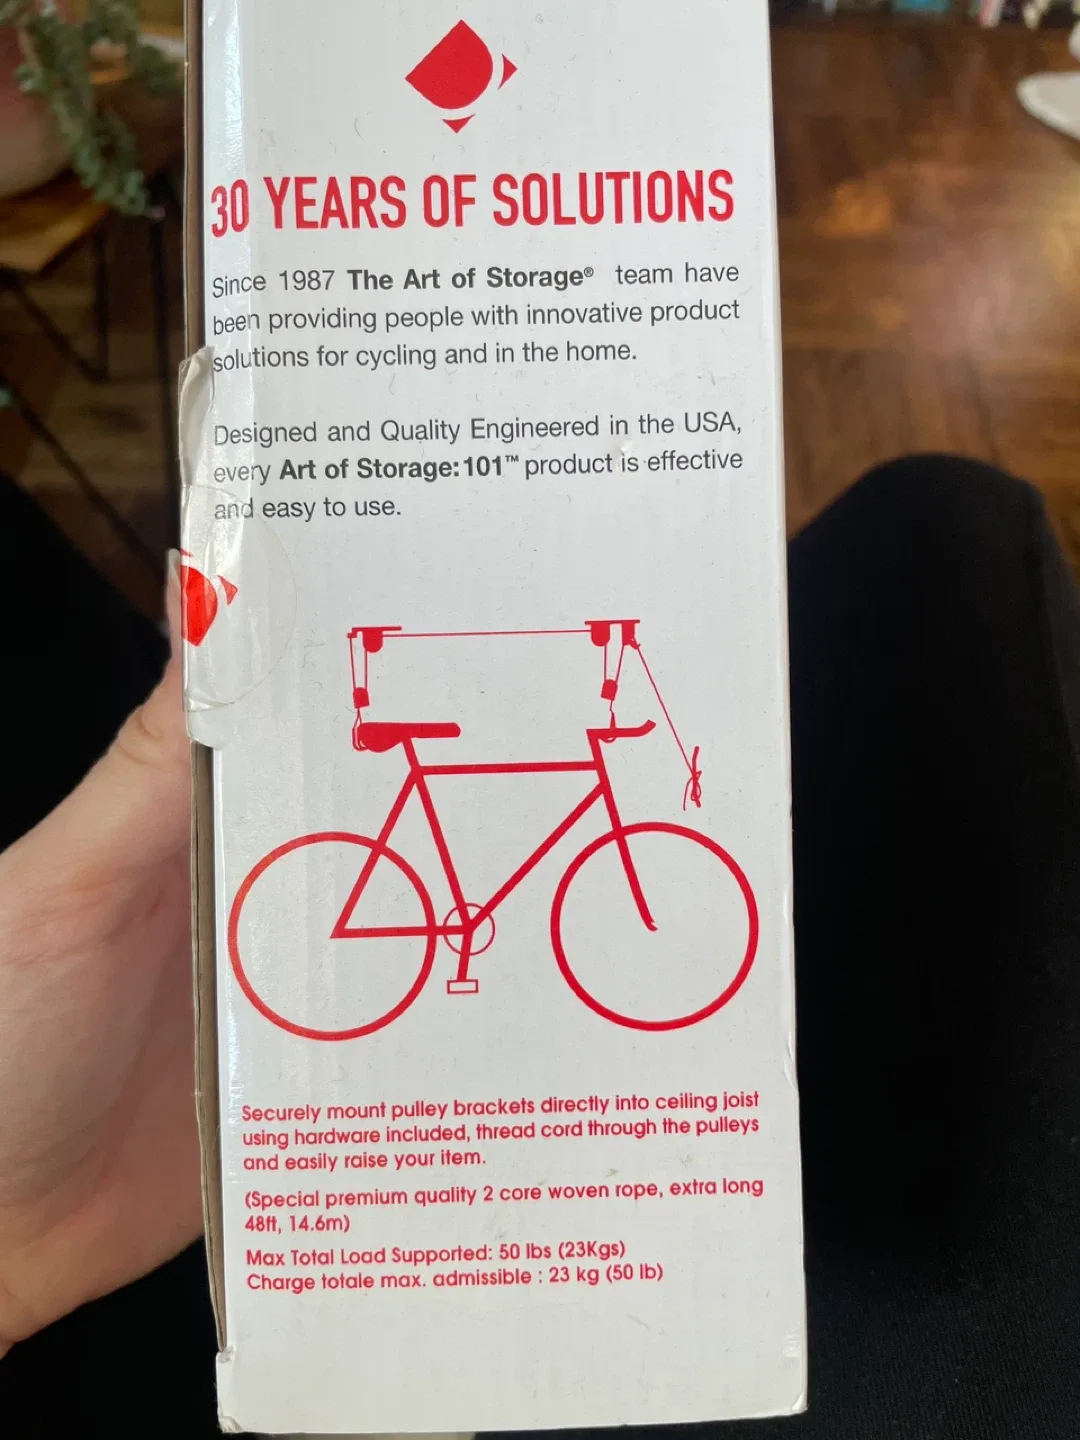 30 YEARS OF SOLUTIONS
Since 1987 The Art of Storage® team have
been providing people with innovative product
solutions for cycling and in the home.
Designed and Quality Engineered in the USA,
every Art of Storage:101™ product is effective
and easy to use.
Securely mount pulley brackets directly into ceiling joist
using hardware included, thread cord through the pulleys
and easily raise your item.
(Special premium quality 2 core woven rope, extra long
48ft, 14.6m)
Max Total Load Supported: 50 lbs (23Kgs)
Charge totale max. admissible : 23 kg (50 lb)